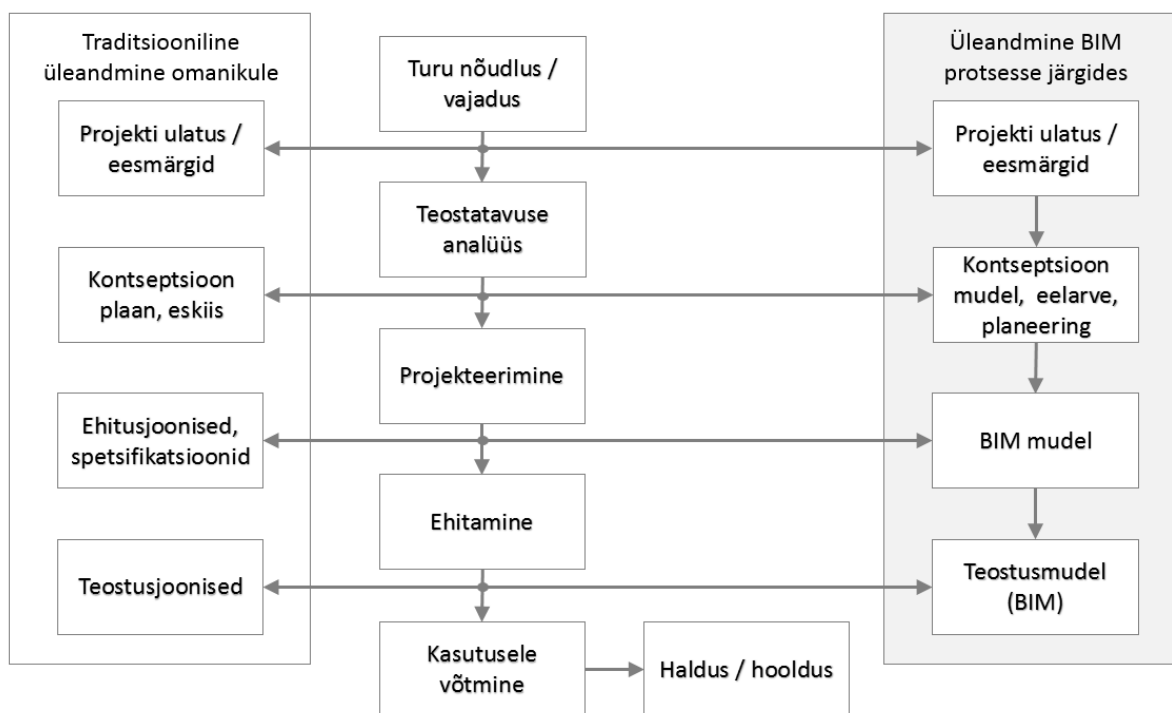 Traditsiooniline
üleandmine omanikule
Projekti ulatus /
eesmärgid
Kontseptsioon
plaan, eskiis
Ehitusjoonised,
spetsifikatsioonid
Teostusjoonised
Turu nõudlus /
vajadus
Teostatavuse
analüüs
Projekteerimine
Ehitamine
Kasutusele
võtmine
Haldus / hooldus
Üleandmine BIM
protsesse järgides
Projekti ulatus /
eesmärgid
Kontseptsioon
mudel, eelarve,
planeering
BIM mudel
Teostusmudel
(BIM)